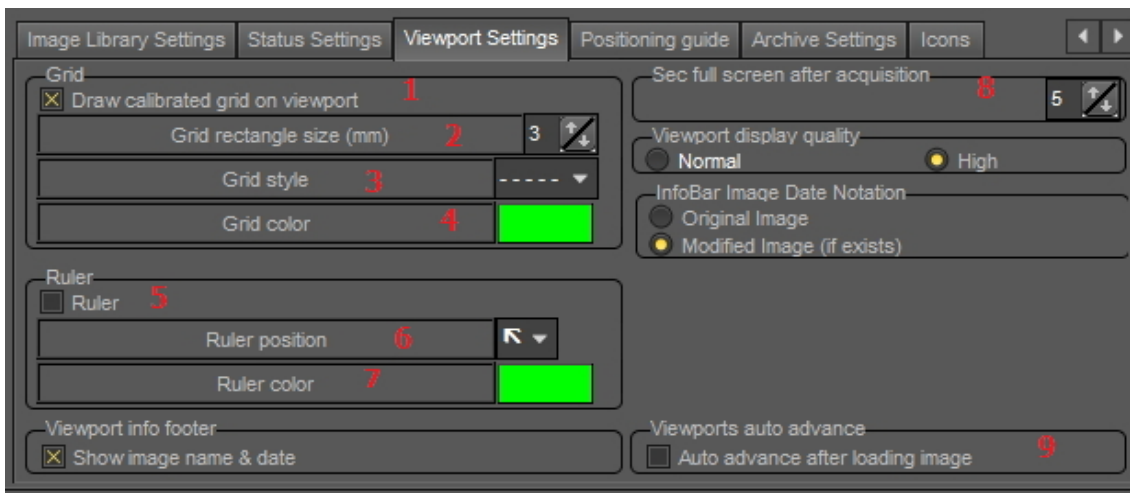 Image Library Settings Status Settings Viewport Settings Positioning guide Archive Settings Icons
Grid
Draw calibrated grid on viewport 1
Grid rectangle size (mm) 2 3
Grid style 3 -----
Grid color 4
Ruler
Ruler 5
Ruler position 6
Ruler color 7
Viewport info footer
Show image name & date
Sec full screen after acquisition 8
5
Viewport display quality
Normal High
InfoBar Image Date Notation
Original Image
Modified Image (if exists)
Viewports auto advance
Auto advance after loading image 9